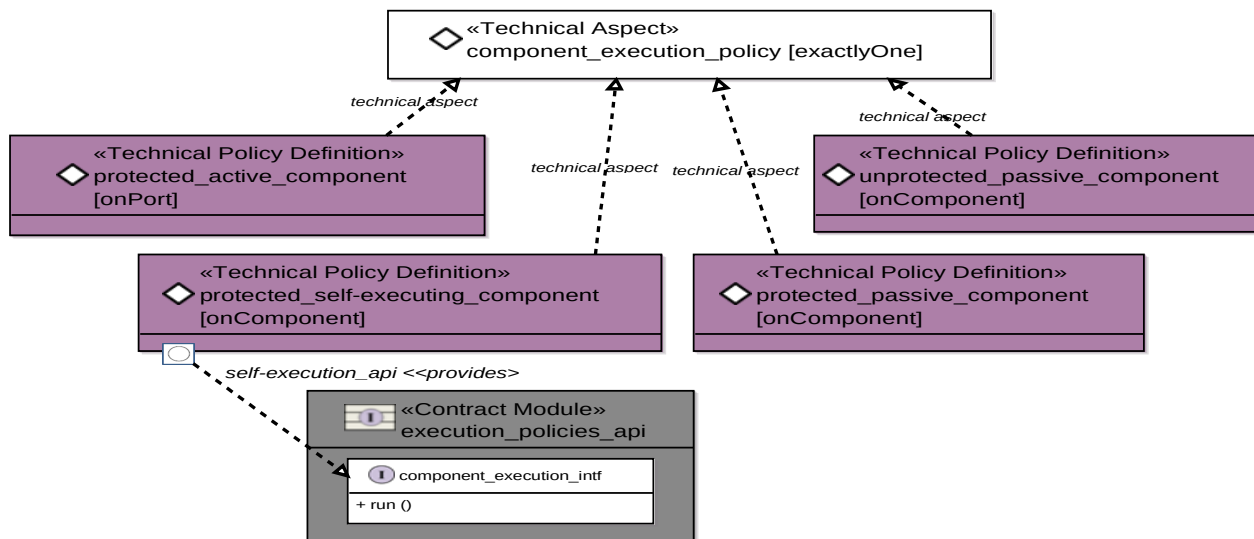 «Technical Aspect»
component_execution_policy [exactlyOne]
technical aspect
technical aspect
«Technical Policy Definition»
protected_active_component
[onPort]
«Technical Policy Definition»
unprotected_passive_component
[onComponent]
technical aspect
technical aspect
«Technical Policy Definition»
protected_self-executing_component
[onComponent]
«Technical Policy Definition»
protected_passive_component
[onComponent]
self-execution_api <<provides>
«Contract Module»
execution_policies_api
I component_execution_intf
+ run ()